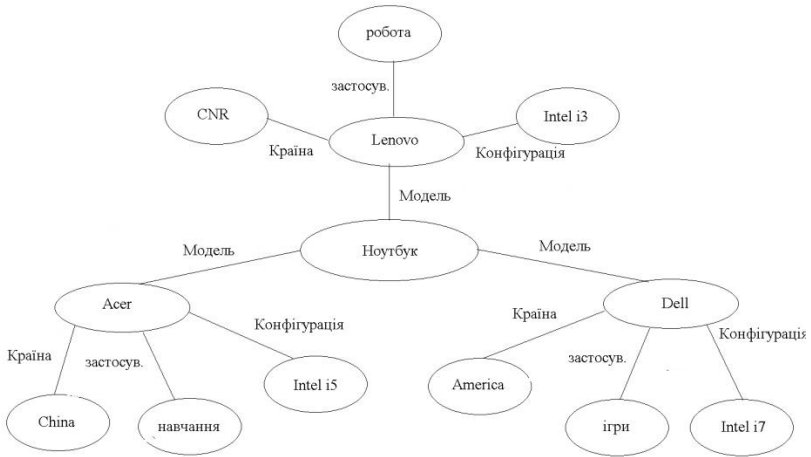 робота
застосув.
CNR
Intel i3
Lenovo
Країна
Конфігурація
Модель
Модель
Ноутбук
Модель
Acer
Dell
Конфігурація
Країна
Конфігурація
Країна
застосув.
застосув.
Intel i5
America
China
навчання
ігри
Intel i7